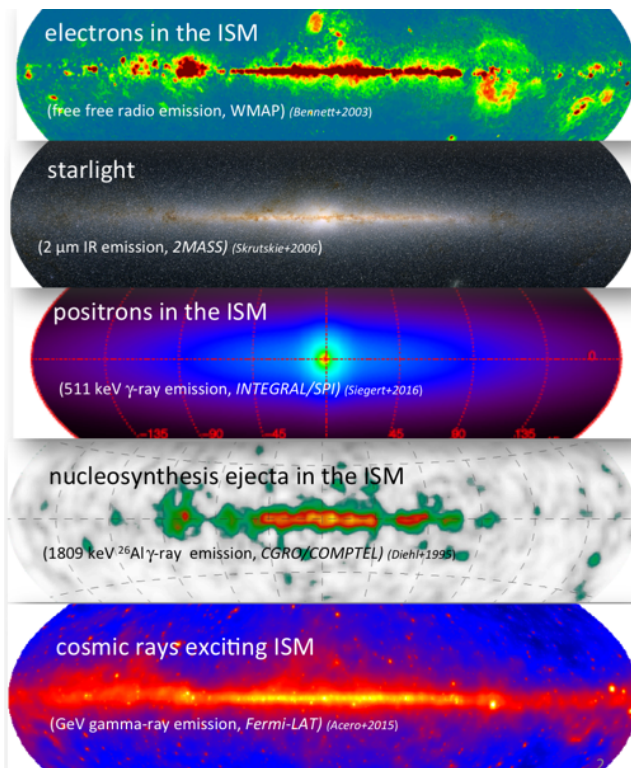 electrons in the ISM
(free free radio emission, WMAP) (Bennett+2003)
starlight
(2 μm IR emission, 2MASS) (Skrutskie+2006)
positrons in the ISM
0
(511 keV γ-ray emission, INTEGRAL/SPI) (Siegert+2016)
-135 -90 -45 45 90 135
nucleosynthesis ejecta in the ISM
(1809 keV ²⁶Al γ-ray emission, CGRO/COMPTEL) (Diehl+1995)
cosmic rays exciting ISM
(GeV gamma-ray emission, Fermi-LAT) (Acero+2015)
2